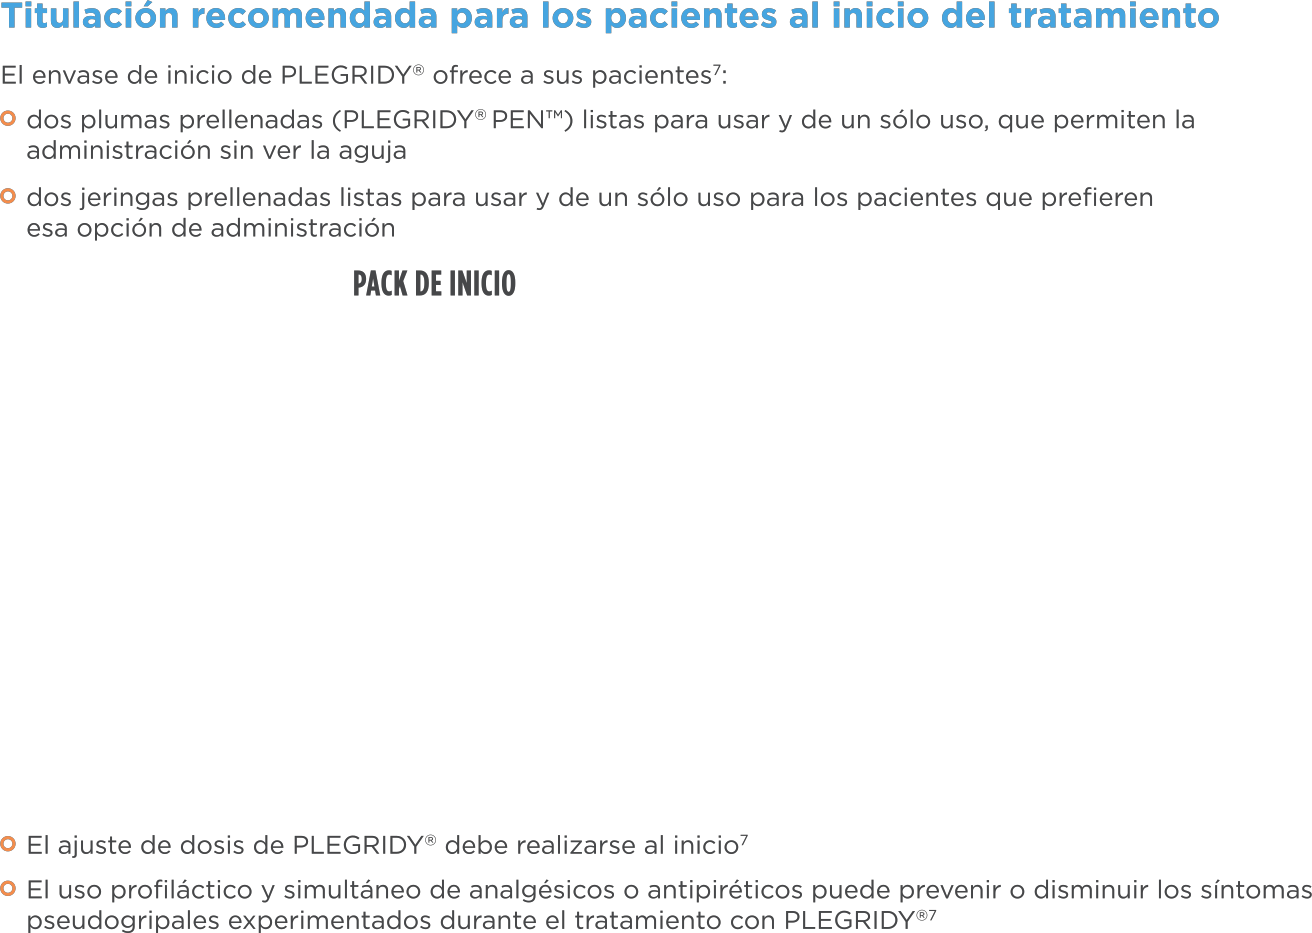 Titulación recomendada para los pacientes al inicio del tratamiento
El envase de inicio de PLEGRIDY® ofrece a sus pacientes⁷:
dos plumas prellenadas (PLEGRIDY® PEN™) listas para usar y de un sólo uso, que permiten la
administración sin ver la aguja
dos jeringas prellenadas listas para usar y de un sólo uso para los pacientes que prefieren
esa opción de administración
PACK DE INICIO
El ajuste de dosis de PLEGRIDY® debe realizarse al inicio⁷
El uso profiláctico y simultáneo de analgésicos o antipiréticos puede prevenir o disminuir los síntomas
pseudogripales experimentados durante el tratamiento con PLEGRIDY®⁷